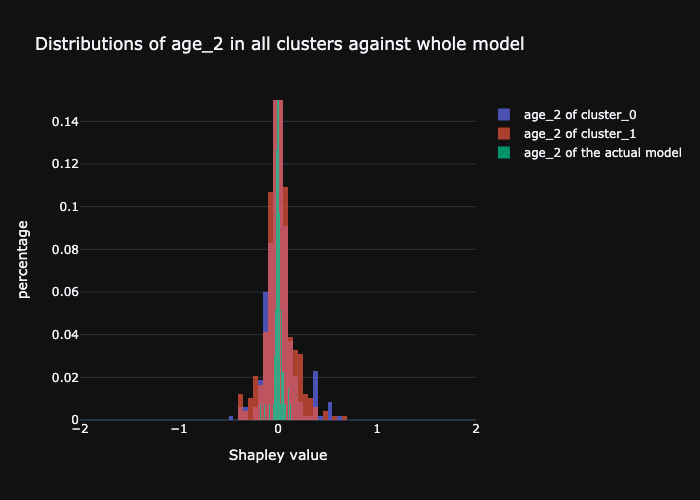 Distributions of age_2 in all clusters against whole model
age_2 of cluster_0
age_2 of cluster_1
age_2 of the actual model
0.14
0.12
0.1
0.08
0.06
0.04
0.02
0
percentage
−2
−1
0
1
2
Shapley value